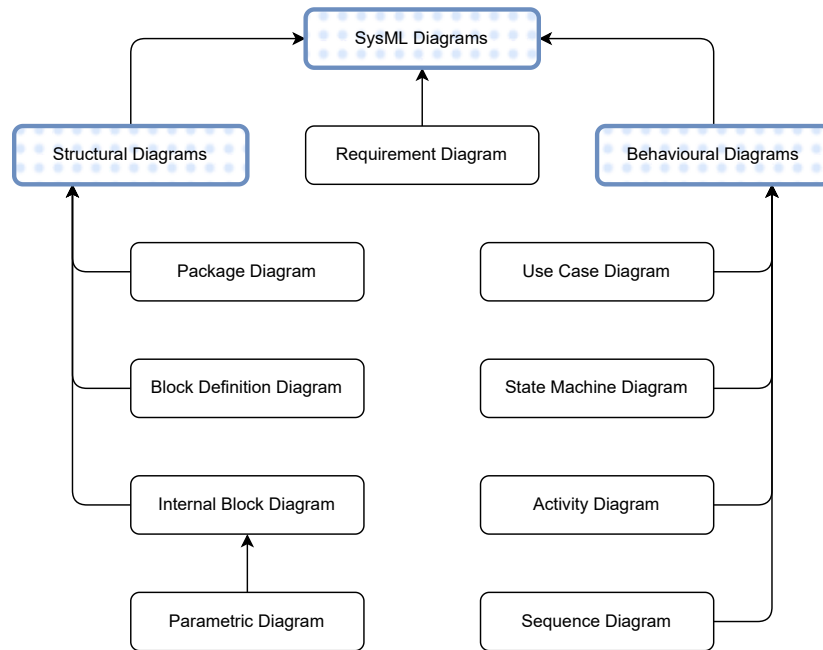 SysML Diagrams
Structural Diagrams
Requirement Diagram
Behavioural Diagrams
Package Diagram
Use Case Diagram
Block Definition Diagram
State Machine Diagram
Internal Block Diagram
Activity Diagram
Parametric Diagram
Sequence Diagram